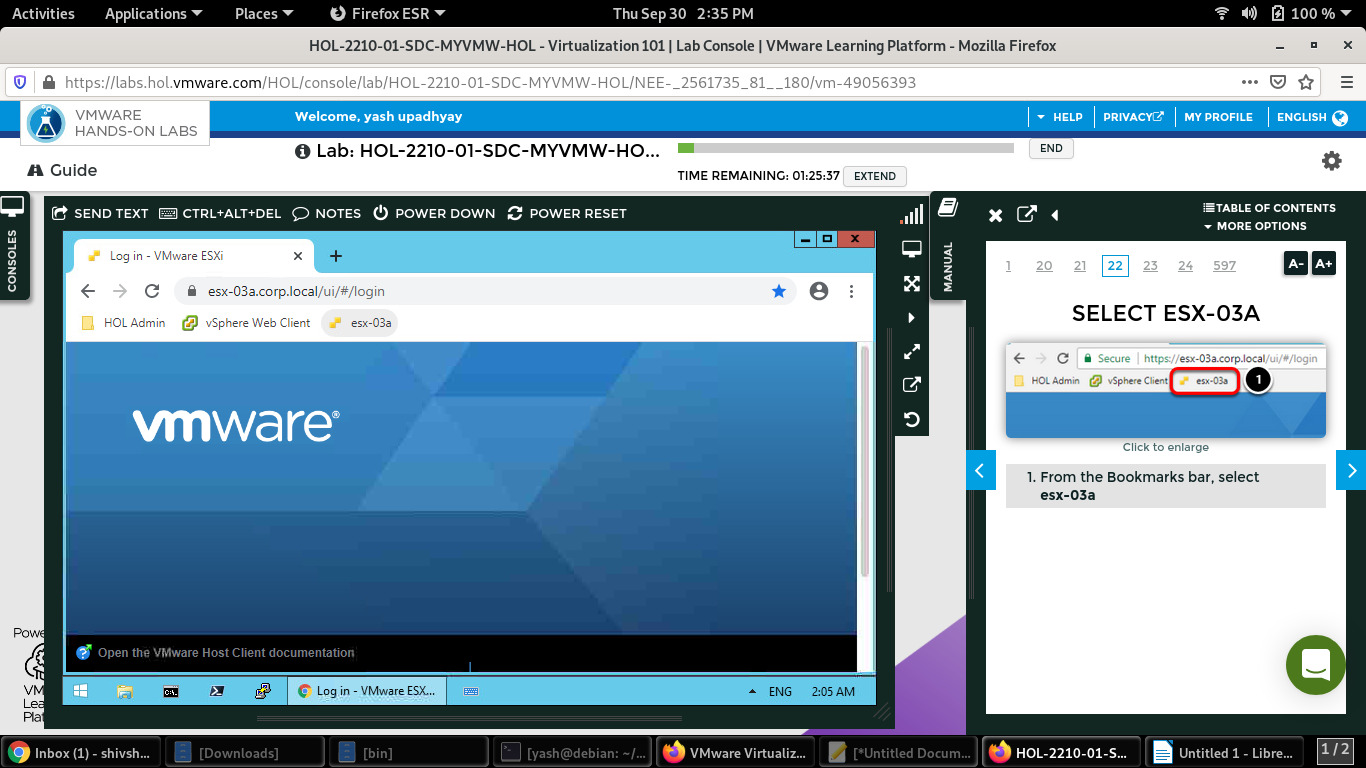 Activities Applications Places Firefox ESR Thu Sep 30 2:35 PM 100 %
HOL-2210-01-SDC-MYVMW-HOL - Virtualization 101 | Lab Console | VMware Learning Platform - Mozilla Firefox
https://labs.hol.vmware.com/HOL/console/lab/HOL-2210-01-SDC-MYVMW-HOL/NEE-_2561735_81__180/vm-49056393
VMWARE
HANDS-ON LABS
Welcome, yash upadhyay
HELP PRIVACY MY PROFILE ENGLISH
Guide
Lab: HOL-2210-01-SDC-MYVMW-HO...
END
TIME REMAINING: 01:25:37 EXTEND
CONSOLES
SEND TEXT CTRL+ALT+DEL NOTES POWER DOWN POWER RESET
Log in - VMware ESXi
esx-03a.corp.local/ui/#/login
HOL Admin vSphere Web Client esx-03a
vmware®
Open the VMware Host Client documentation
Log in - VMware ESX... ENG 2:05 AM
Powe
VM
Lea
Plat
MANUAL
TABLE OF CONTENTS
MORE OPTIONS
1 20 21 22 23 24 597 A- A+
SELECT ESX-03A
Secure https://esx-03a.corp.local/ui/#/login
HOL Admin vSphere Client esx-03a 1
Click to enlarge
1. From the Bookmarks bar, select
esx-03a
Inbox (1) - shivsh... [Downloads] [bin] [yash@debian: ~/... VMware Virtualiz... [*Untitled Docum... HOL-2210-01-S... Untitled 1 - Libre... 1 / 2